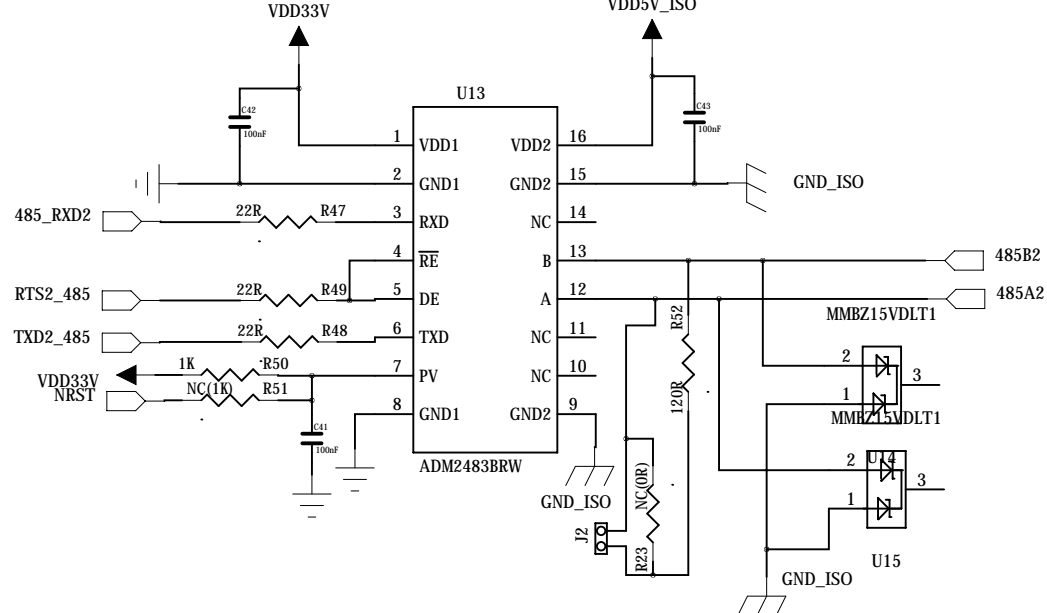 VDD33V
VDD5V_ISO
U13
C42
100nF
C43
100nF
1
VDD1
VDD2
16
2
GND1
GND2
15
GND_ISO
485_RXD2
22R
R47
3
RXD
NC
14
4
RE
B
13
485B2
RTS2_485
22R
R49
5
DE
A
12
485A2
MMBZ15VDLT1
TXD2_485
22R
R48
6
TXD
NC
11
R52
120R
1K
R50
7
PV
NC
10
VDD33V
NRST
NC(1K)
R51
8
GND1
GND2
9
2
3
1
MMBZ15VDLT1
C41
100nF
ADM2483BRW
U14
2
3
1
GND_ISO
NC(0R)
J2
R23
U15
GND_ISO